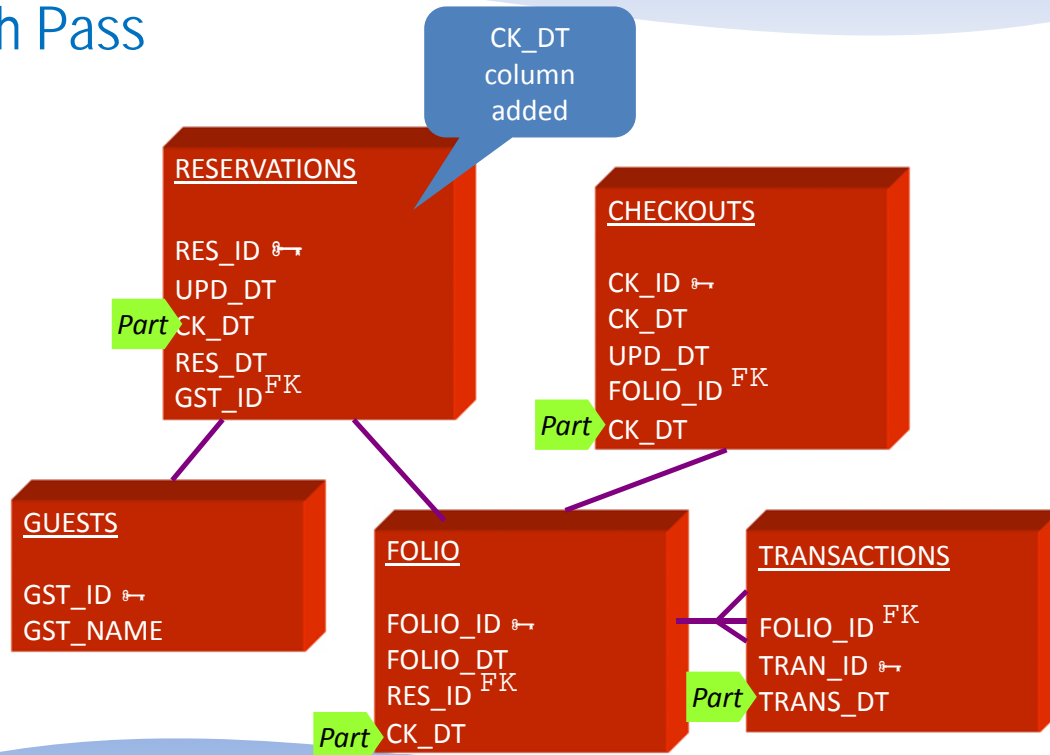 h Pass
CK_DT
column
added
RESERVATIONS
RES_ID
UPD_DT
Part CK_DT
RES_DT
GST_ID FK
CHECKOUTS
CK_ID
CK_DT
UPD_DT
FOLIO_ID FK
Part CK_DT
GUESTS
GST_ID
GST_NAME
FOLIO
FOLIO_ID
FOLIO_DT
RES_ID FK
Part CK_DT
TRANSACTIONS
FOLIO_ID FK
TRAN_ID
Part TRANS_DT